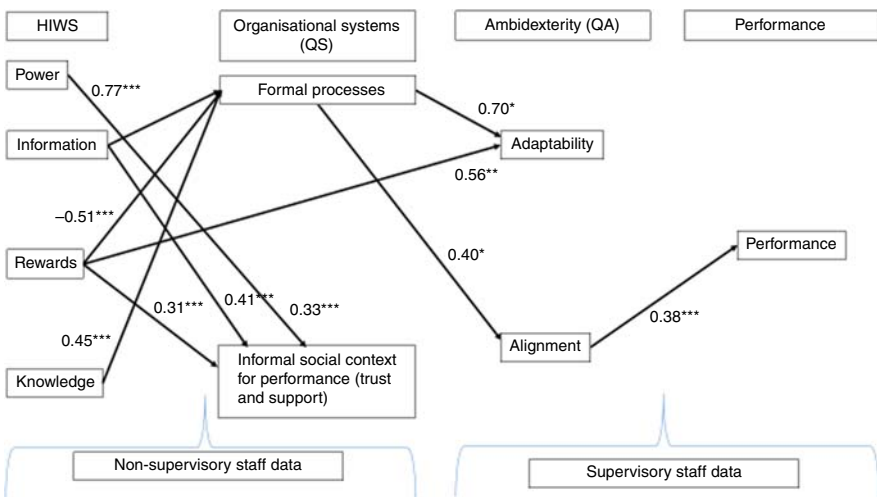 HIWS
Organisational systems
(QS)
Ambidexterity (QA)
Performance
Power
0.77***
Formal processes
0.70*
Information
Adaptability
0.56**
–0.51***
Rewards
Performance
0.40*
0.31***
0.41***
0.33***
0.38***
0.45***
Alignment
Knowledge
Informal social context
for performance (trust
and support)
Non-supervisory staff data
Supervisory staff data